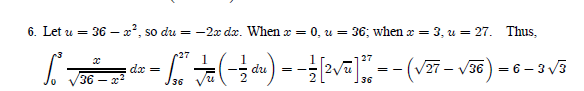 6. Let u = 36 − x², so du = −2x dx. When x = 0, u = 36; when x = 3, u = 27. Thus,
∫₀³ x/√(36 − x²) dx = ∫₃₆²⁷ 1/√u (−1/2 du) = −1/2 [2√u]₃₆²⁷ = −(√27 − √36) = 6 − 3√3